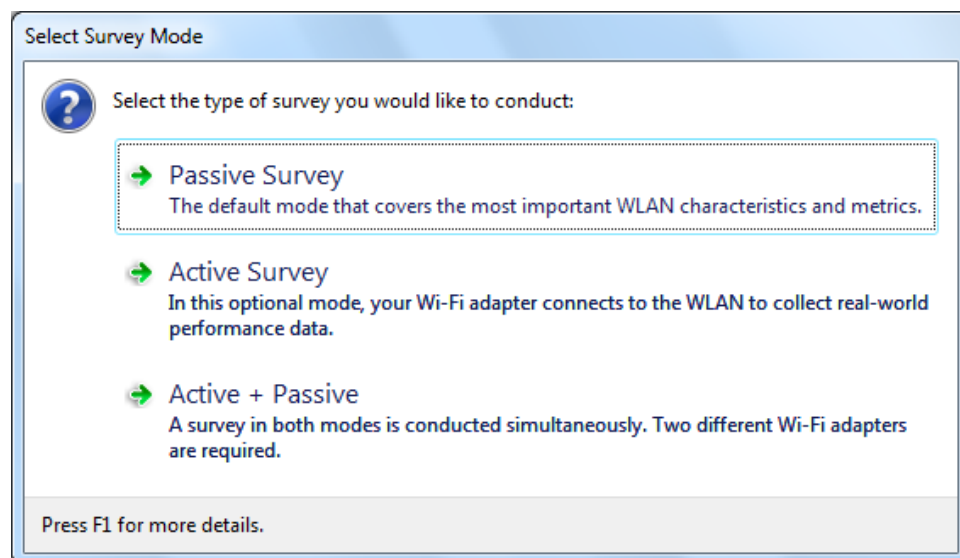 Select Survey Mode
Select the type of survey you would like to conduct:
Passive Survey
The default mode that covers the most important WLAN characteristics and metrics.
Active Survey
In this optional mode, your Wi-Fi adapter connects to the WLAN to collect real-world
performance data.
Active + Passive
A survey in both modes is conducted simultaneously. Two different Wi-Fi adapters
are required.
Press F1 for more details.